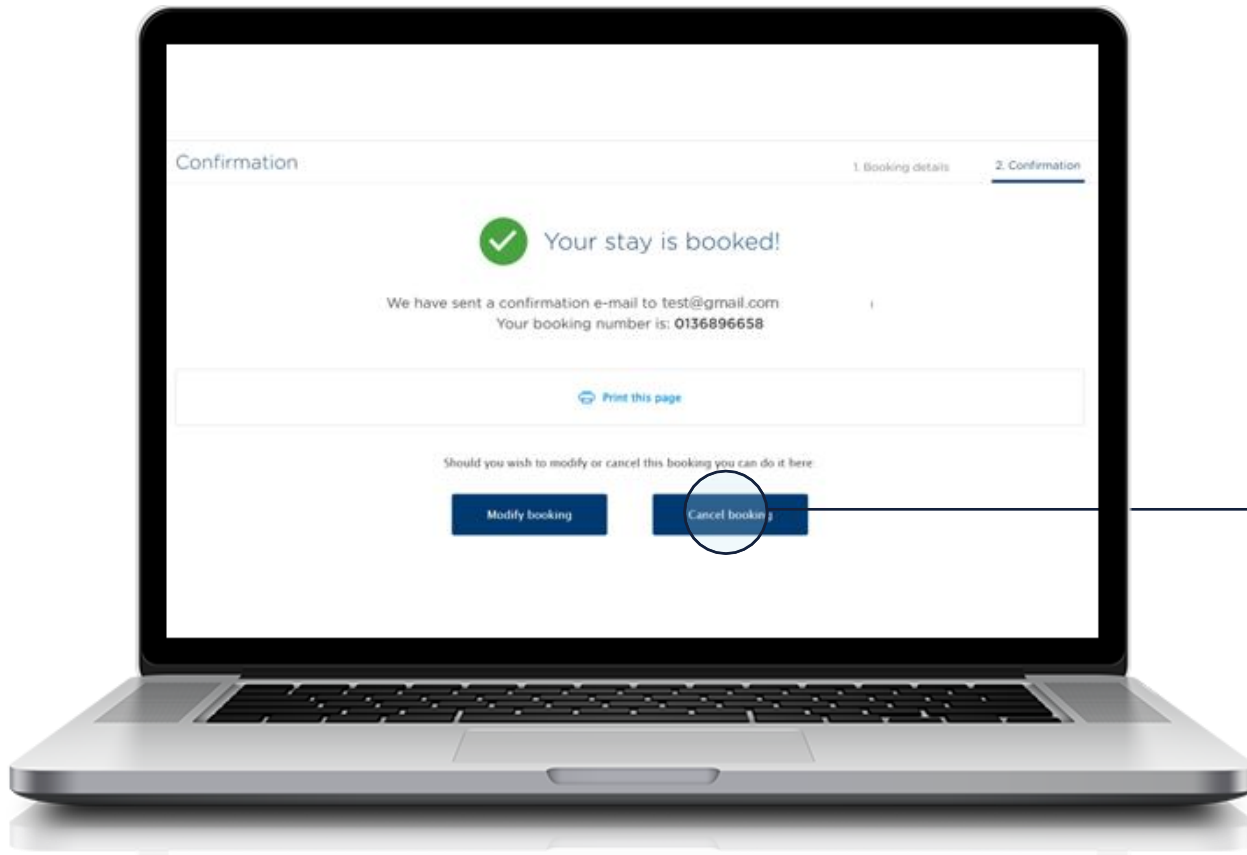 Confirmation
1. Booking details
2. Confirmation
Your stay is booked!
We have sent a confirmation e-mail to test@gmail.com
Your booking number is: 0136896658
Print this page
Should you wish to modify or cancel this booking you can do it here:
Modify booking
Cancel booking